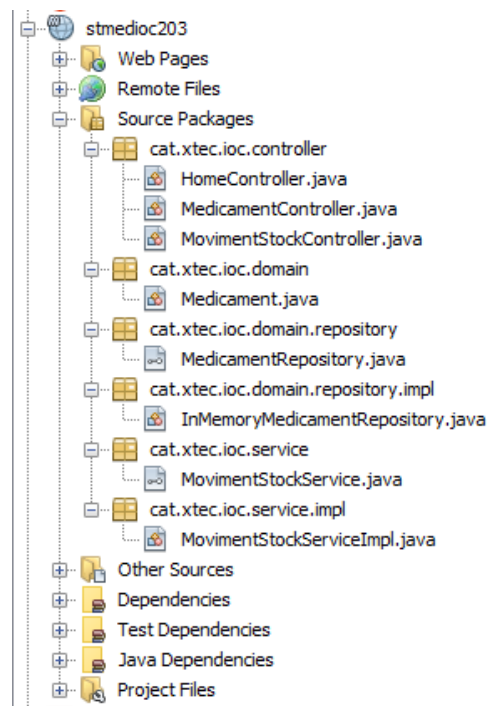 stmedioc203
Web Pages
Remote Files
Source Packages
cat.xtec.ioc.controller
HomeController.java
MedicamentController.java
MovimentStockController.java
cat.xtec.ioc.domain
Medicament.java
cat.xtec.ioc.domain.repository
MedicamentRepository.java
cat.xtec.ioc.domain.repository.impl
InMemoryMedicamentRepository.java
cat.xtec.ioc.service
MovimentStockService.java
cat.xtec.ioc.service.impl
MovimentStockServiceImpl.java
Other Sources
Dependencies
Test Dependencies
Java Dependencies
Project Files